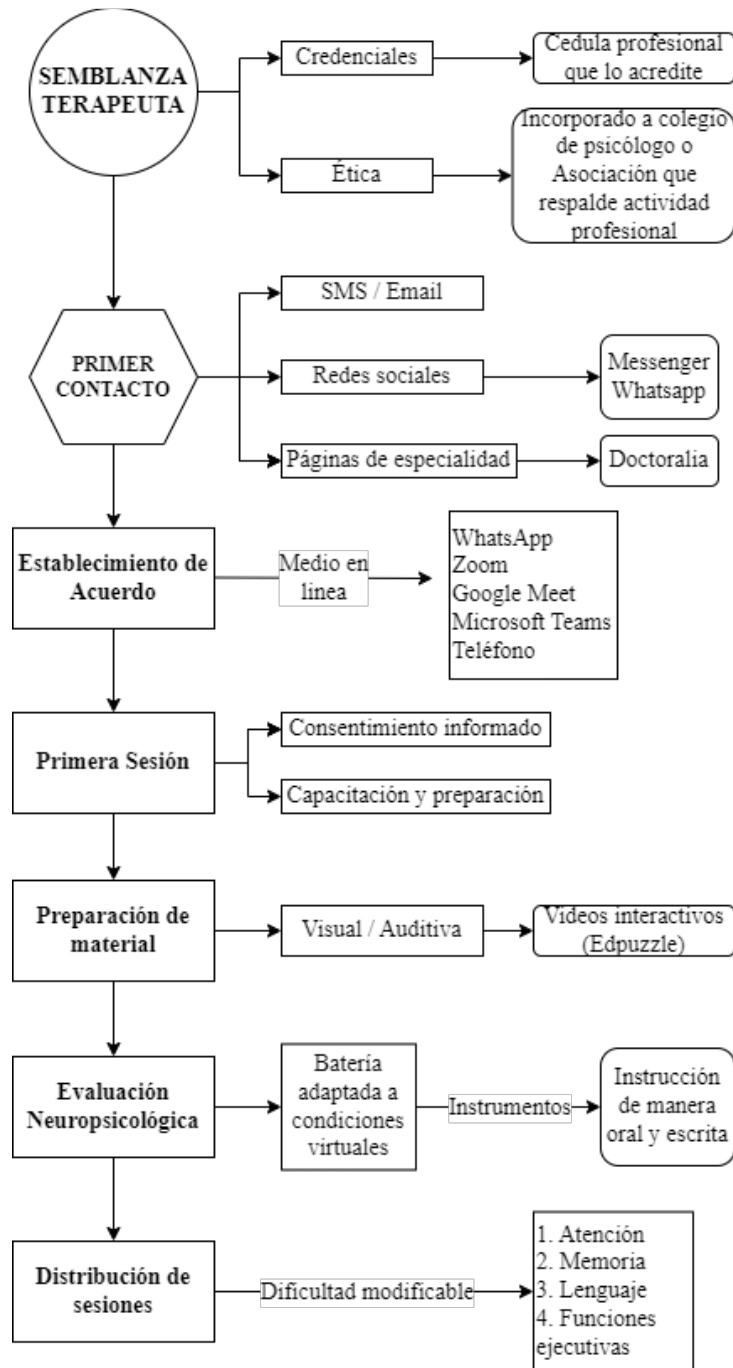 SEMBLANZA
TERAPEUTA
Credenciales
Cedula profesional
que lo acredite
Ética
Incorporado a colegio
de psicólogo o
Asociación que
respalde actividad
profesional
PRIMER
CONTACTO
SMS / Email
Redes sociales
Messenger
Whatsapp
Páginas de especialidad
Doctoralia
Establecimiento de
Acuerdo
Medio en
linea
WhatsApp
Zoom
Google Meet
Microsoft Teams
Teléfono
Primera Sesión
Consentimiento informado
Capacitación y preparación
Preparación de
material
Visual / Auditiva
Videos interactivos
(Edpuzzle)
Evaluación
Neuropsicológica
Batería
adaptada a
condiciones
virtuales
Instrumentos
Instrucción
de manera
oral y escrita
Distribución de
sesiones
Dificultad modificable
1. Atención
2. Memoria
3. Lenguaje
4. Funciones
ejecutivas